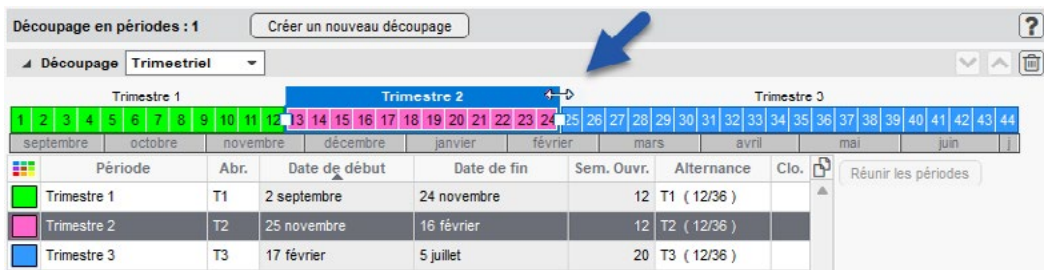 Découpage en périodes : 1 Créer un nouveau découpage ?
Découpage Trimestriel
Trimestre 1 Trimestre 2 Trimestre 3
1 2 3 4 5 6 7 8 9 10 11 12 13 14 15 16 17 18 19 20 21 22 23 24 25 26 27 28 29 30 31 32 33 34 35 36 37 38 39 40 41 42 43 44
septembre octobre novembre décembre janvier février mars avril mai juin j
Période Abr. Date de début Date de fin Sem. Ouvr. Alternance Clo. Réunir les périodes
Trimestre 1 T1 2 septembre 24 novembre 12 T1 ( 12/36 )
Trimestre 2 T2 25 novembre 16 février 12 T2 ( 12/36 )
Trimestre 3 T3 17 février 5 juillet 20 T3 ( 12/36 )